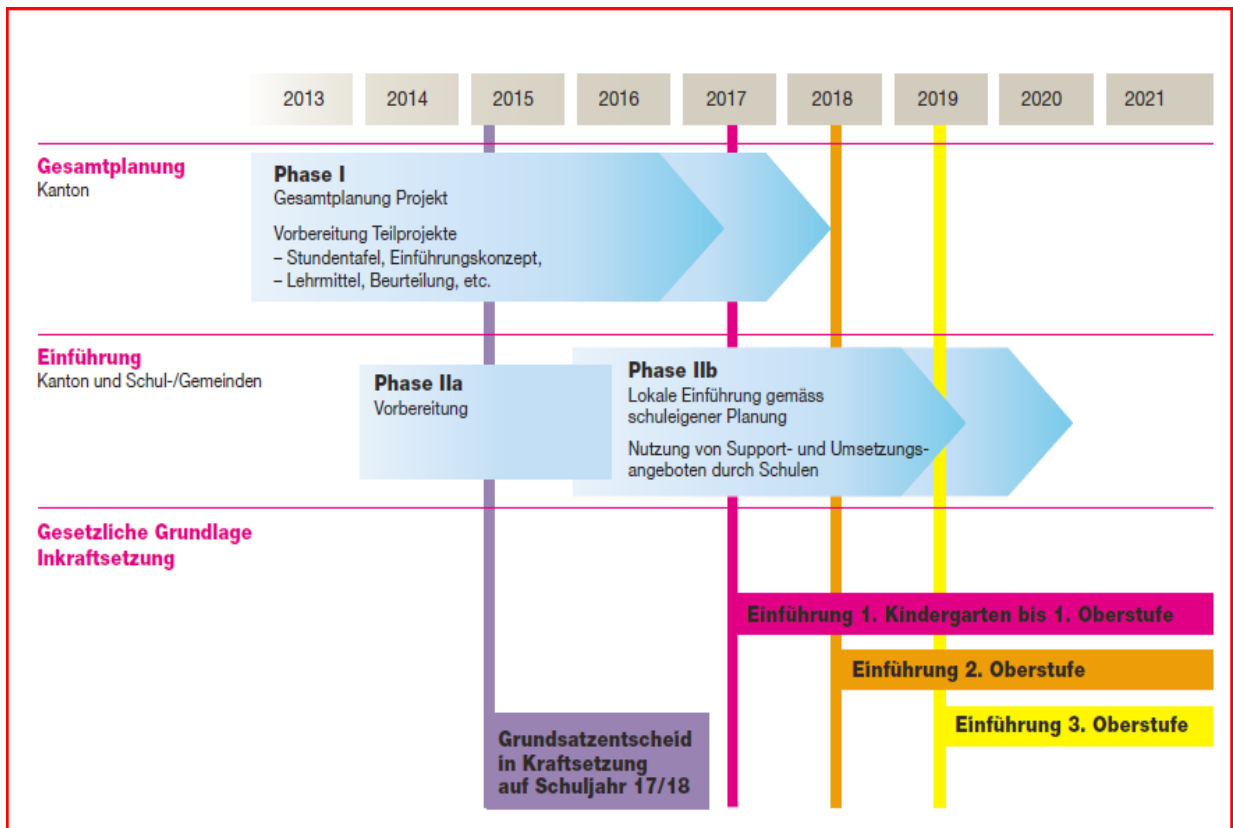 2013 2014 2015 2016 2017 2018 2019 2020 2021
Gesamtplanung
Kanton
Phase I
Gesamtplanung Projekt
Vorbereitung Teilprojekte
– Stundentafel, Einführungskonzept,
– Lehrmittel, Beurteilung, etc.
Einführung
Kanton und Schul-/Gemeinden
Phase IIa
Vorbereitung
Phase IIb
Lokale Einführung gemäss
schuleigener Planung
Nutzung von Support- und Umsetzungs-
angeboten durch Schulen
Gesetzliche Grundlage
Inkraftsetzung
Einführung 1. Kindergarten bis 1. Oberstufe
Einführung 2. Oberstufe
Einführung 3. Oberstufe
Grundsatzentscheid
in Kraftsetzung
auf Schuljahr 17/18